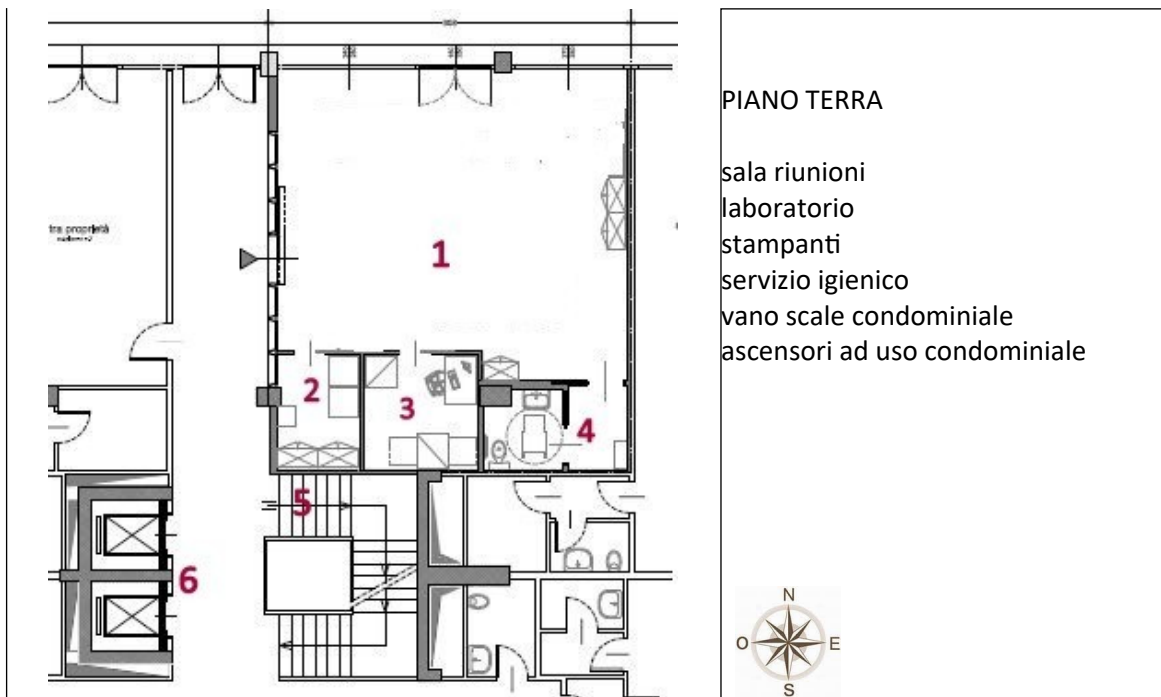 1
2
3
4
5
6
PIANO TERRA
sala riunioni
laboratorio
stampanti
servizio igienico
vano scale condominiale
ascensori ad uso condominiale
N
O E
S